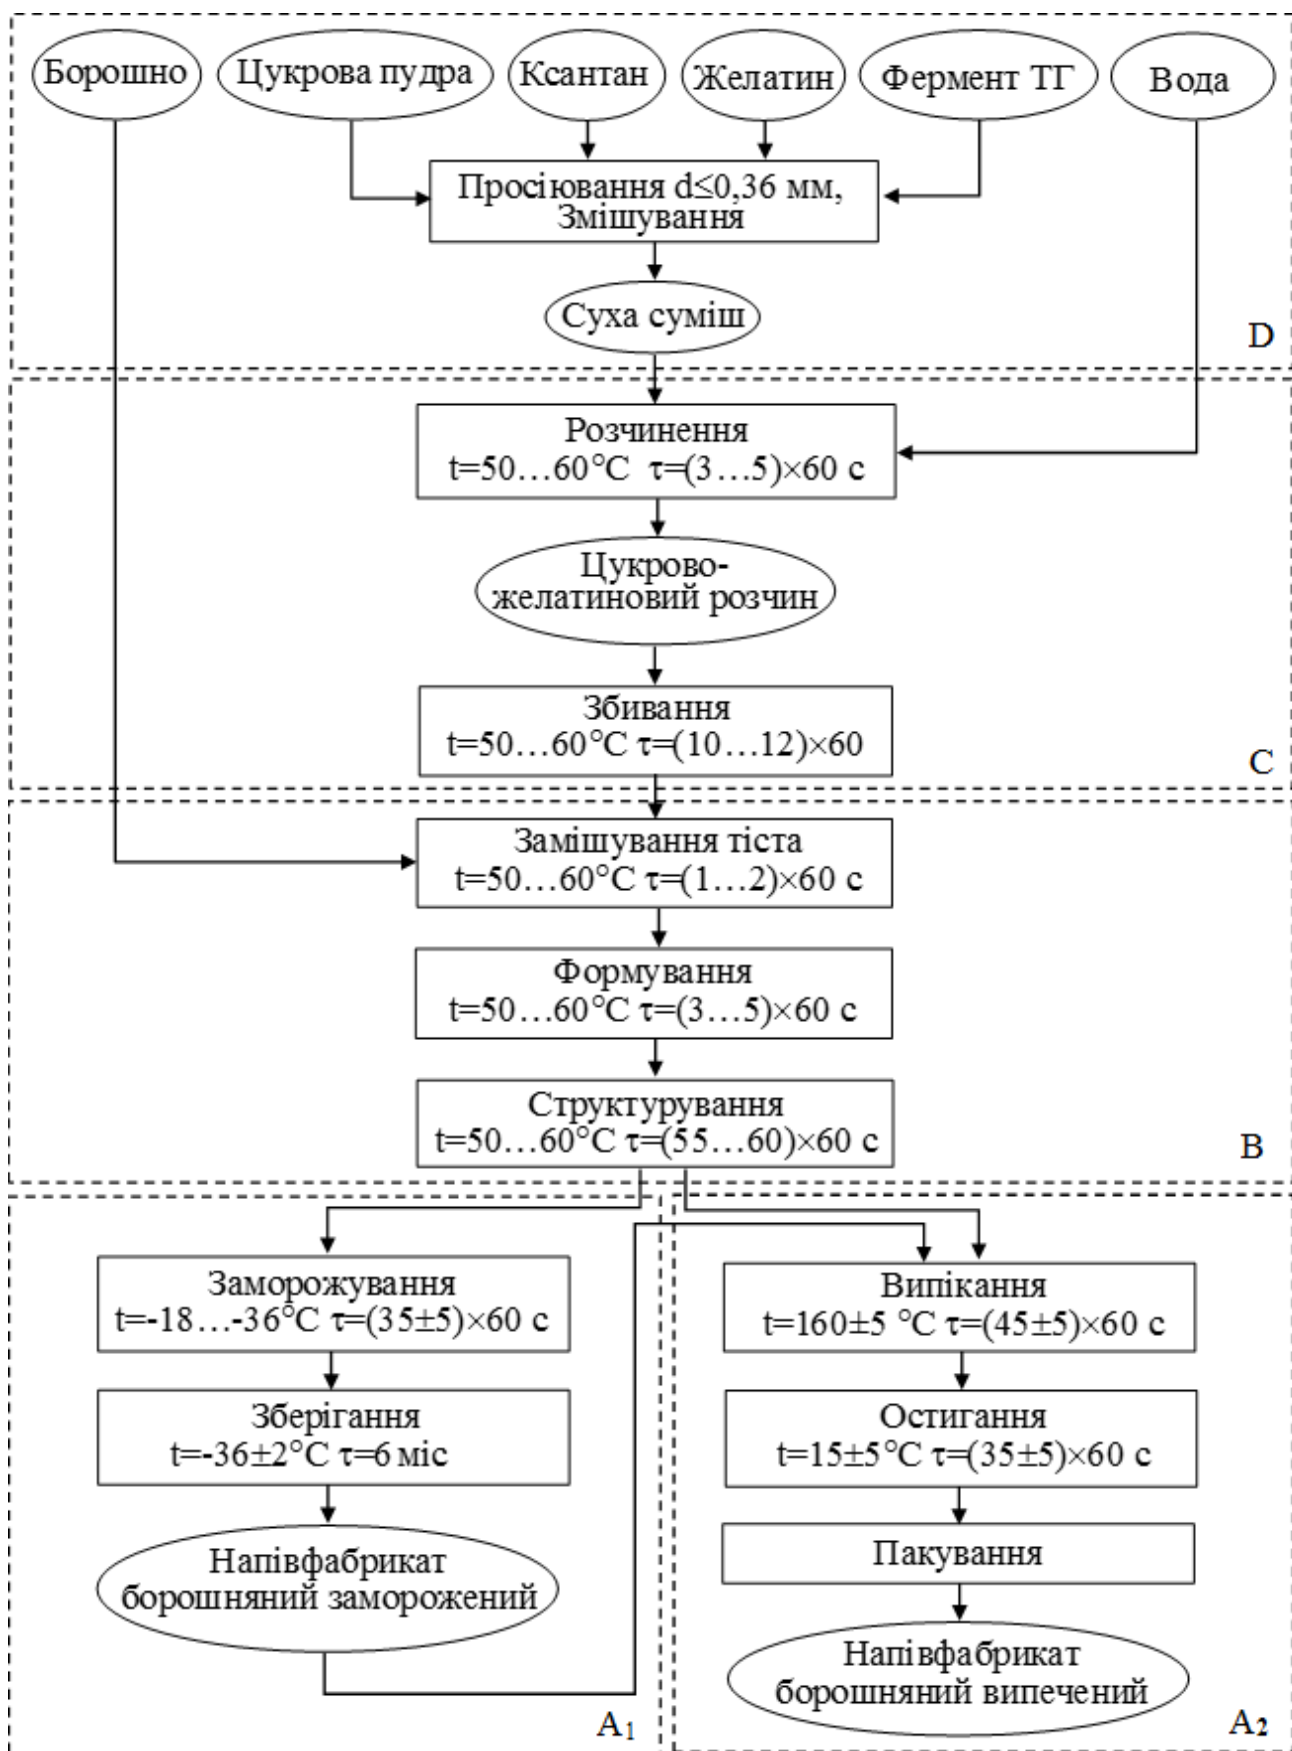 Борошно
Цукрова пудра
Ксантан
Желатин
Фермент ТГ
Вода
Просіювання d≤0,36 мм,
Змішування
Суха суміш
D
Розчинення
t=50…60°C τ=(3…5)×60 с
Цукрово-
желатиновий розчин
Збивання
t=50…60°C τ=(10…12)×60
C
Замішування тіста
t=50…60°C τ=(1…2)×60 с
Формування
t=50…60°C τ=(3…5)×60 с
Структурування
t=50…60°C τ=(55…60)×60 с
B
Заморожування
t=-18…-36°C τ=(35±5)×60 с
Зберігання
t=-36±2°C τ=6 міс
Напівфабрикат
борошняний заморожений
A₁
Випікання
t=160±5 °C τ=(45±5)×60 с
Остигання
t=15±5°C τ=(35±5)×60 с
Пакування
Напівфабрикат
борошняний випечений
A₂